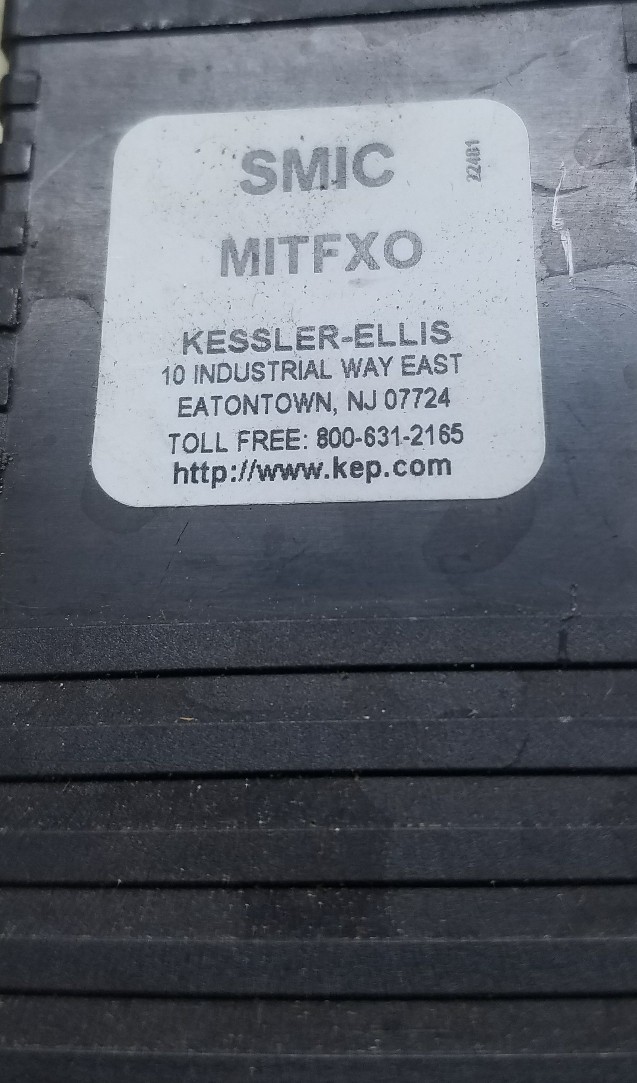 SMIC
22401
MITFXO
KESSLER-ELLIS
10 INDUSTRIAL WAY EAST
EATONTOWN, NJ 07724
TOLL FREE: 800-631-2165
http://www.kep.com